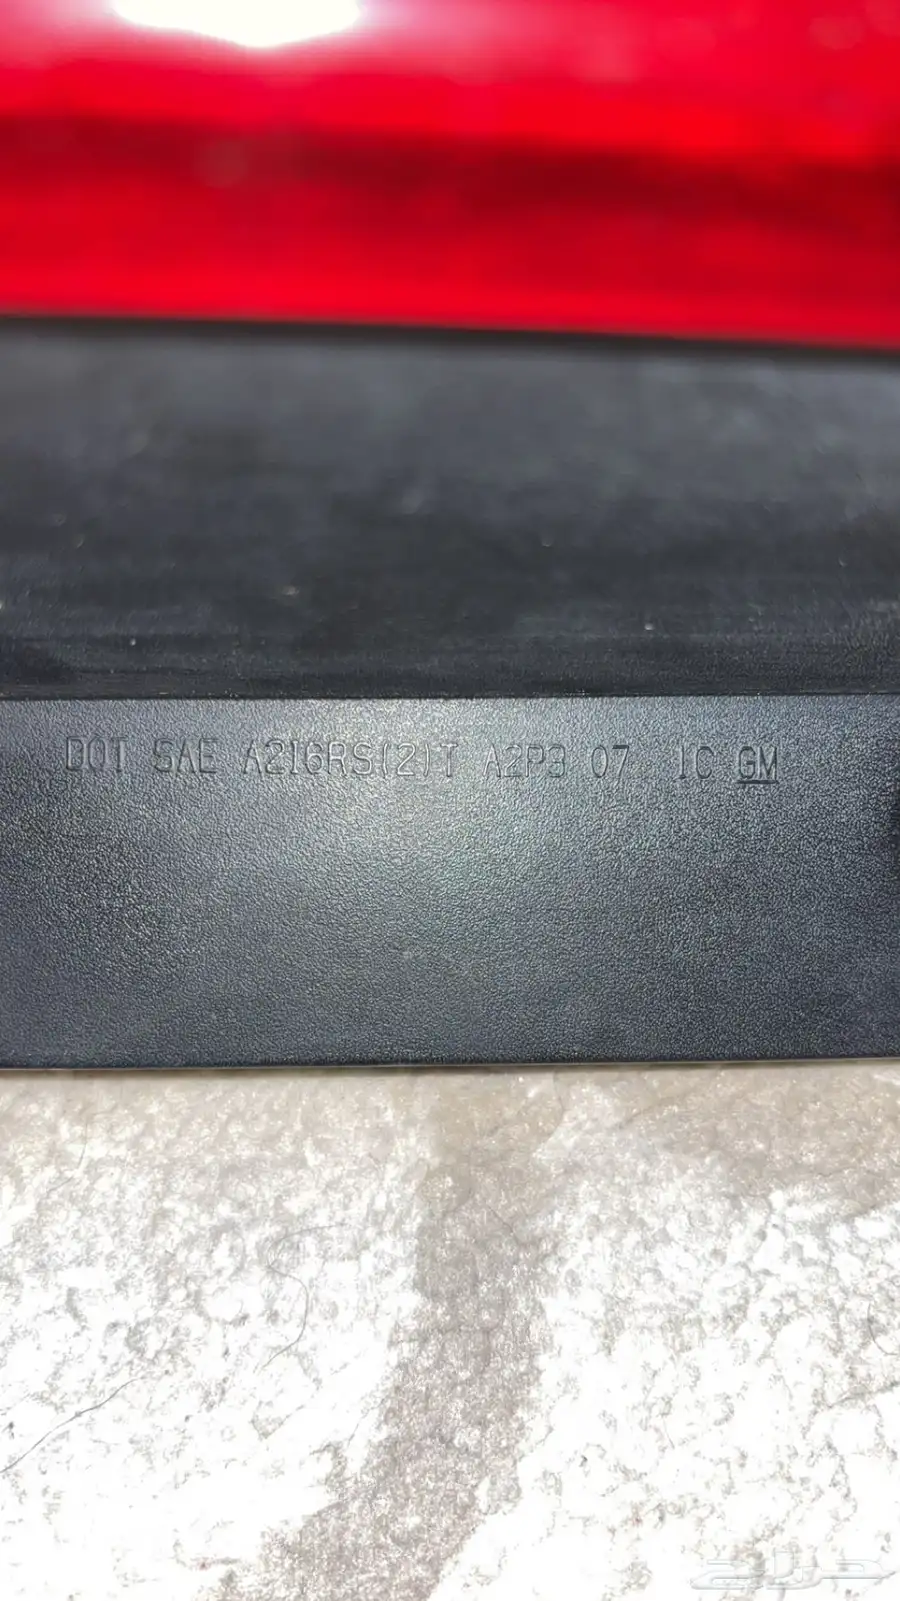 DOT SAE A2I6RS(2)T A2P3 07 IC GM
حراج